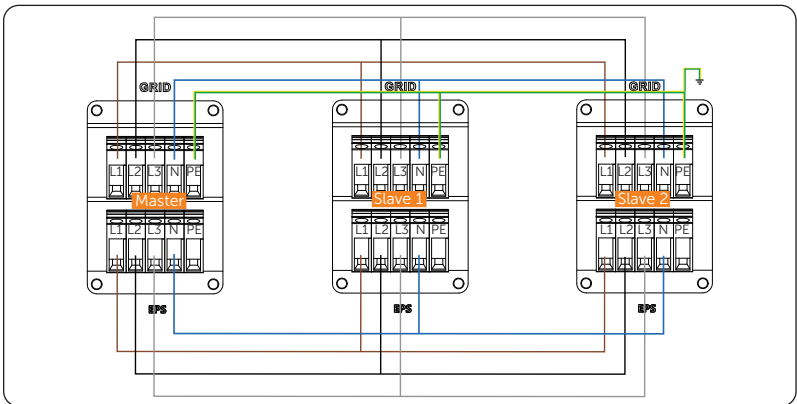 GRID GRID GRID
L1 L2 L3 N PE L1 L2 L3 N PE L1 L2 L3 N PE
Master Slave 1 Slave 2
L1 L2 L3 N PE L1 L2 L3 N PE L1 L2 L3 N PE
EPS EPS EPS